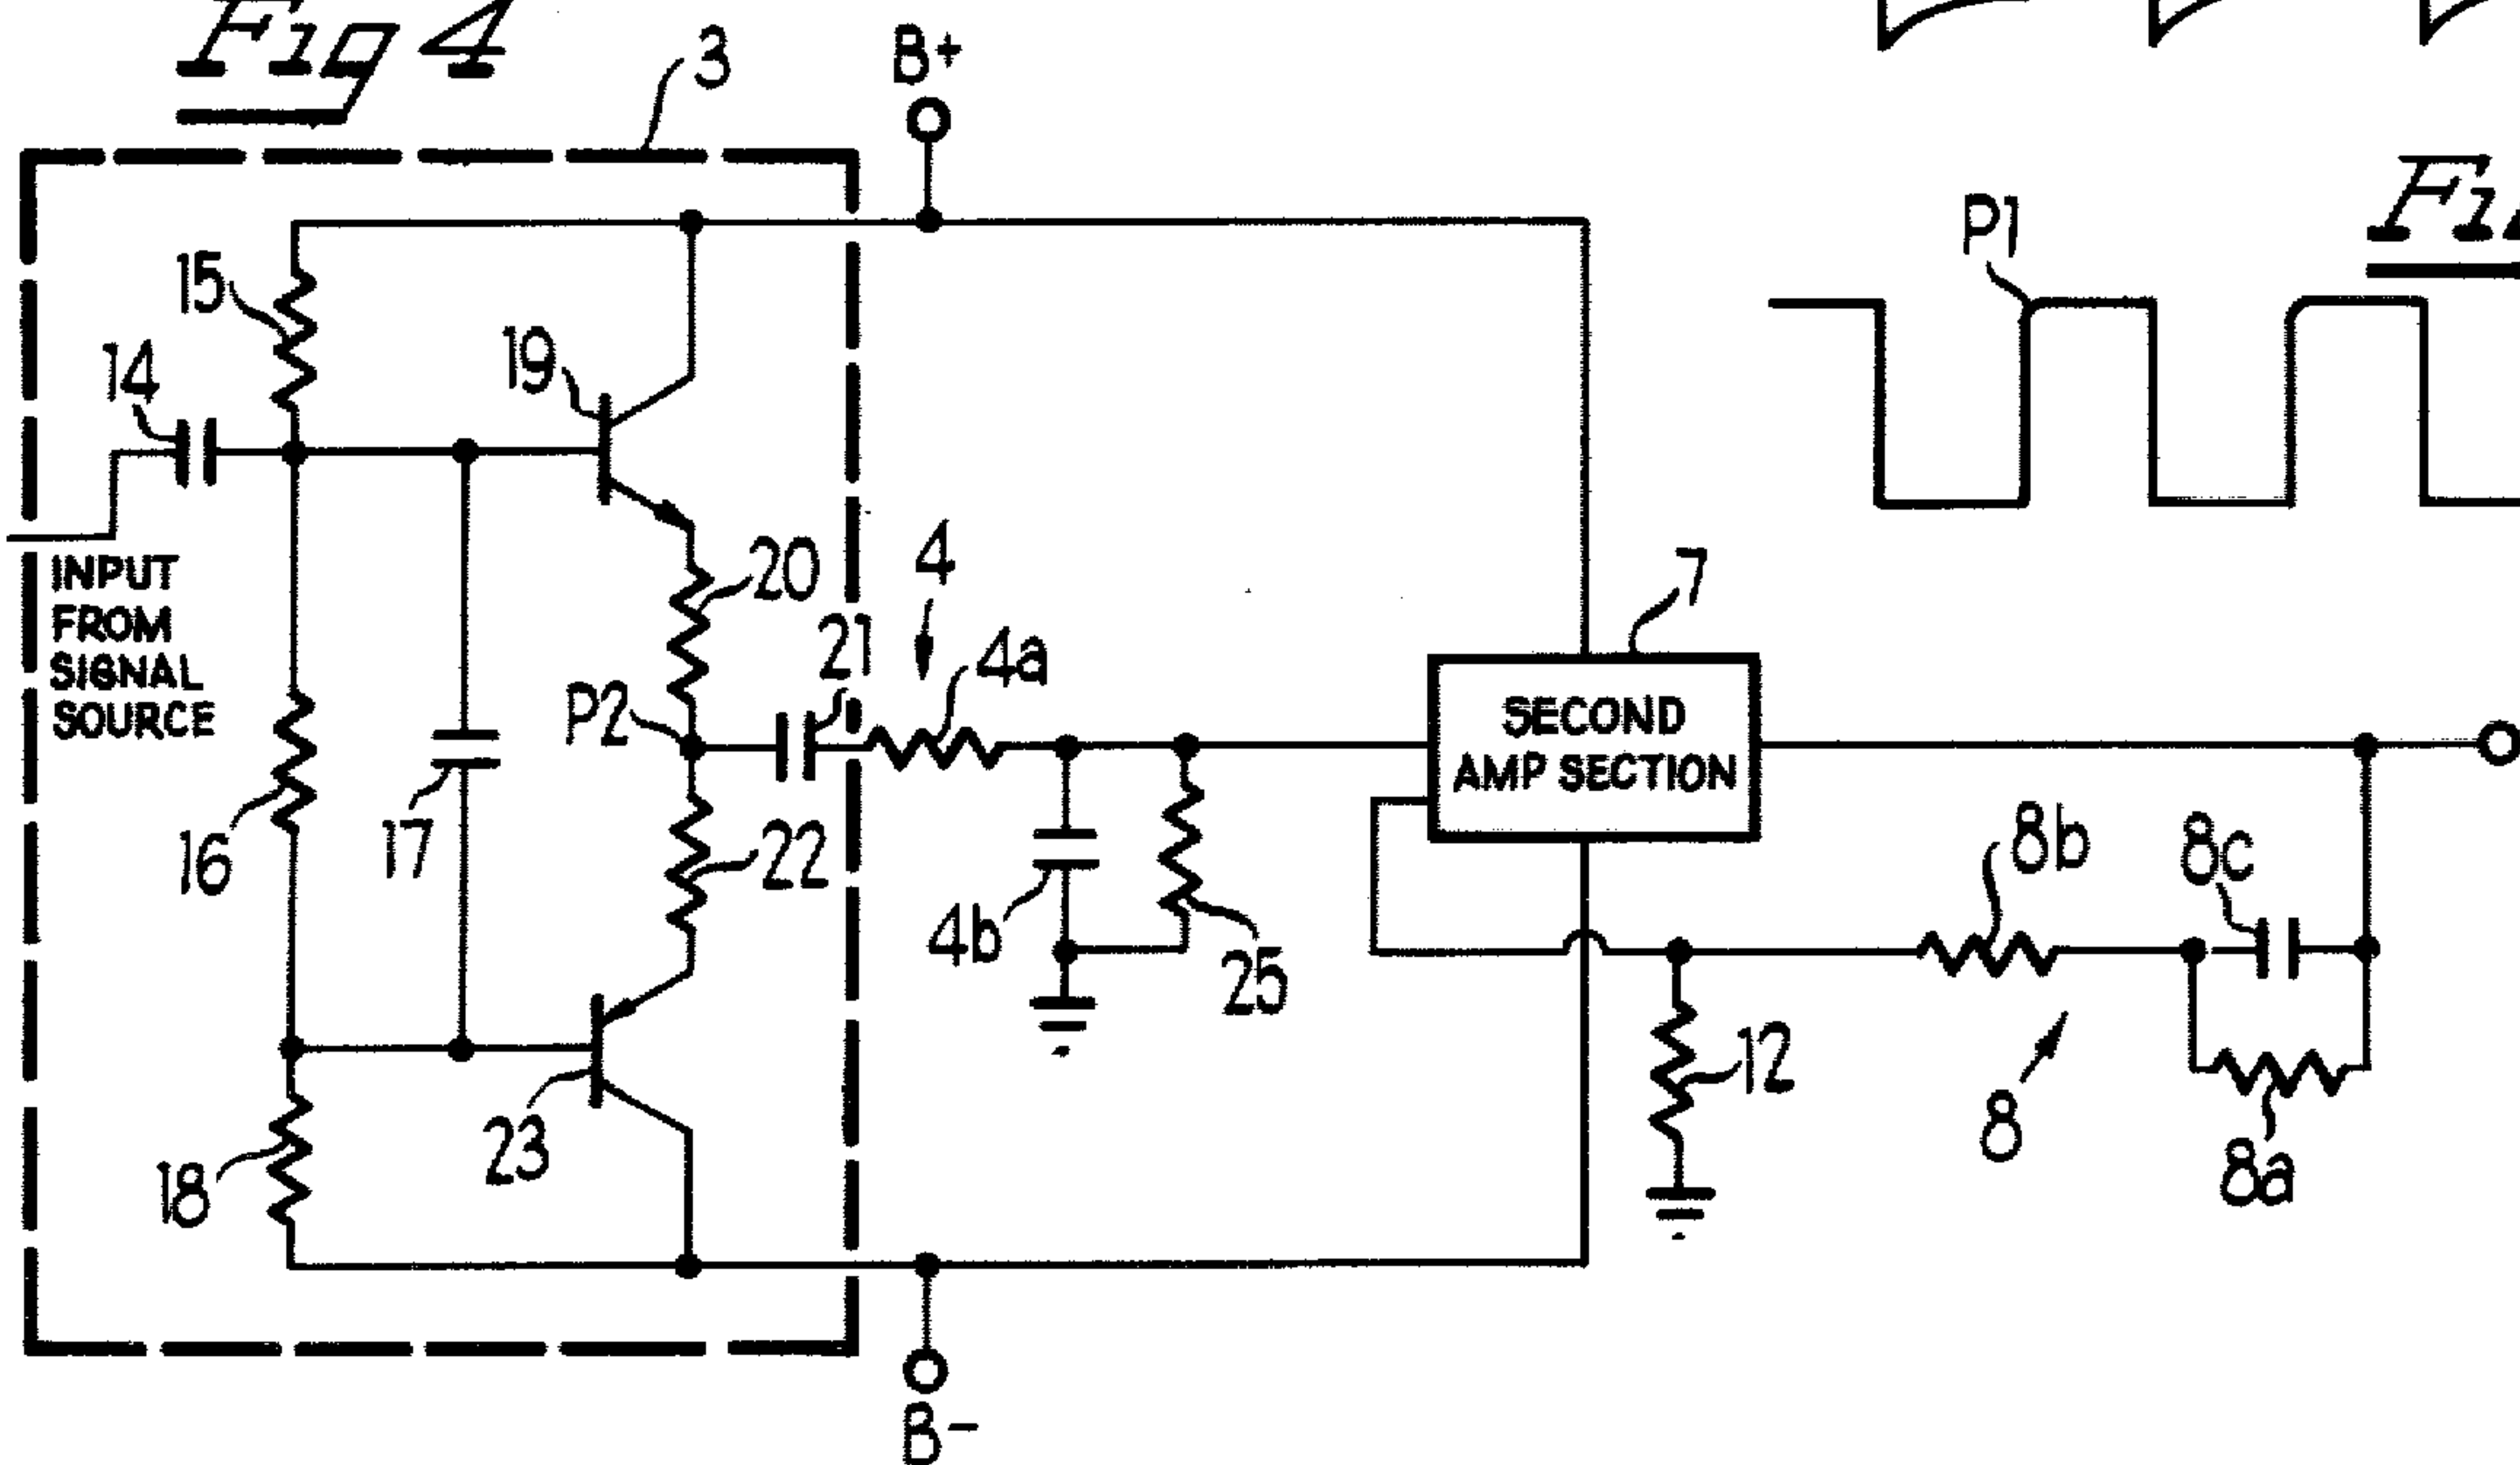 Fig 4
3
B+
P1
15
14
19
INPUT
FROM
SIGNAL
SOURCE
20
4
21
4a
7
P2
SECOND
AMP SECTION
16
17
22
4b
25
8b
8c
12
18
23
8
8a
B-